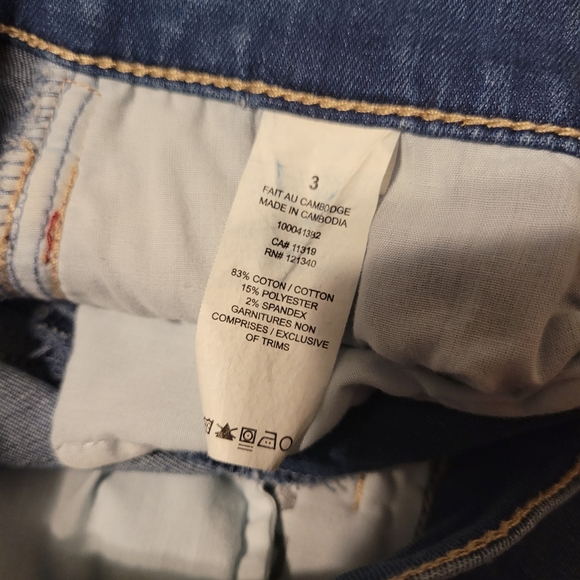 3
FAIT AU CAMBODGE
MADE IN CAMBODIA
100041392
CA# 11319
RN# 121340
83% COTON / COTTON
15% POLYESTER
2% SPANDEX
GARNITURES NON
COMPRISES / EXCLUSIVE
OF TRIMS